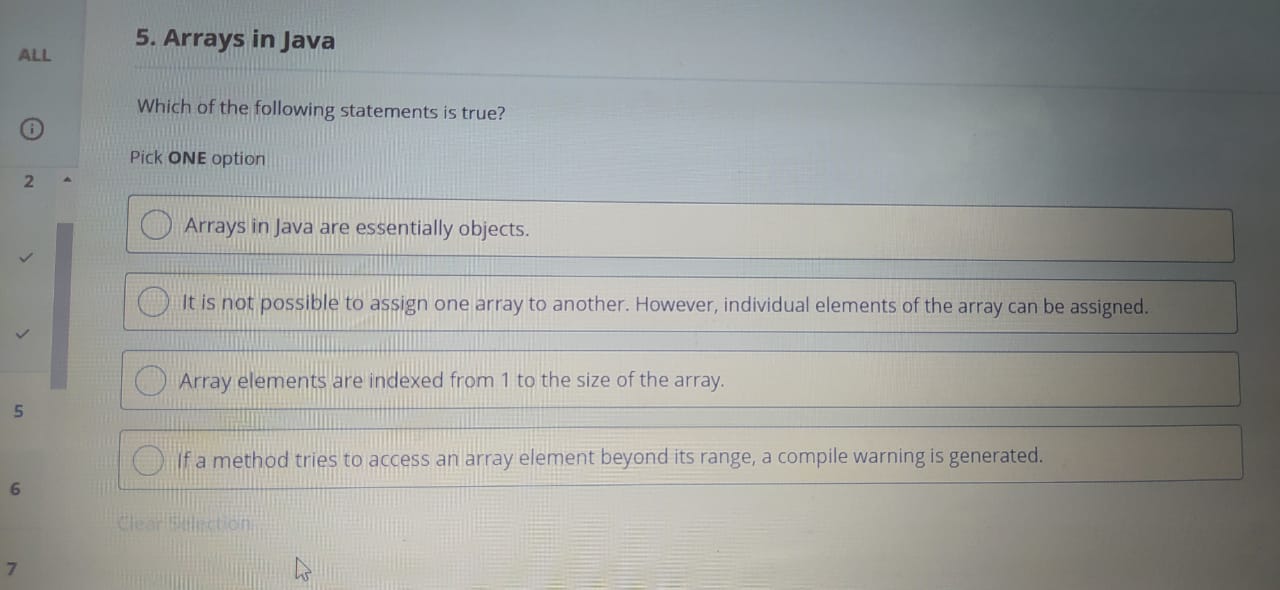 ALL
5. Arrays in Java
Which of the following statements is true?
Pick ONE option
2
Arrays in Java are essentially objects.
It is not possible to assign one array to another. However, individual elements of the array can be assigned.
Array elements are indexed from 1 to the size of the array.
5
If a method tries to access an array element beyond its range, a compile warning is generated.
6
Clear Selection
7